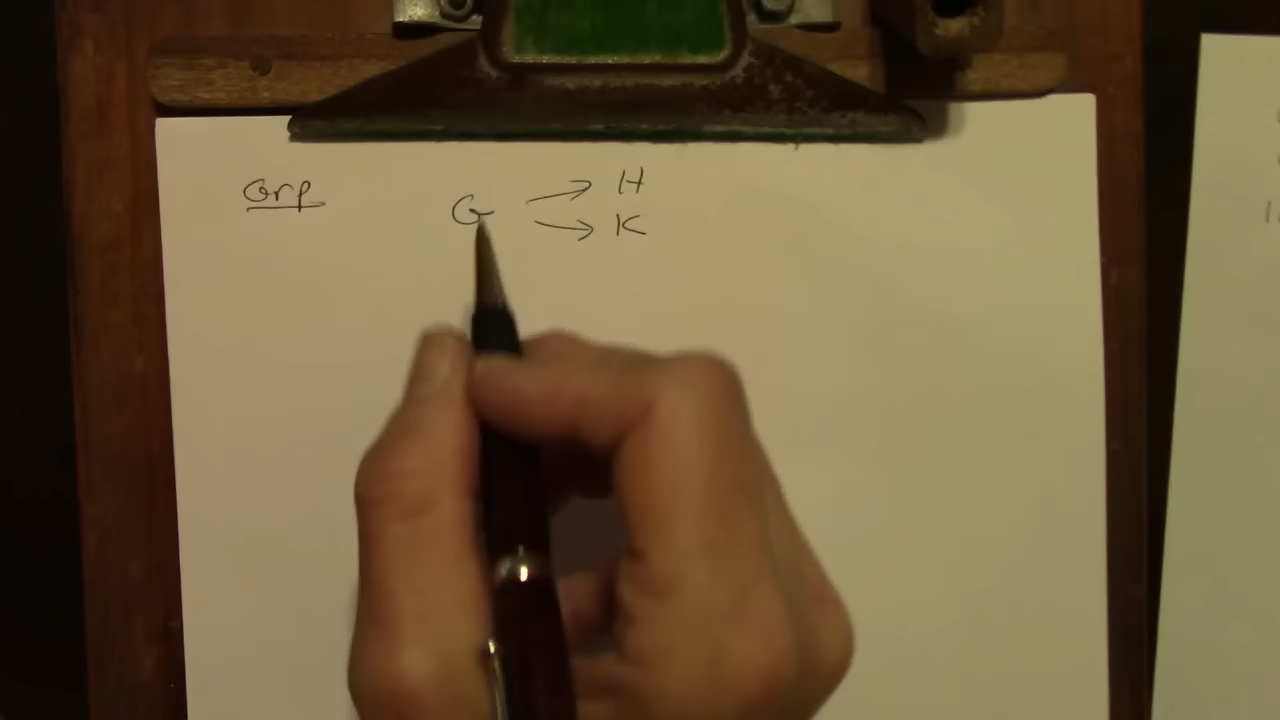 Grp
G → H
→ K